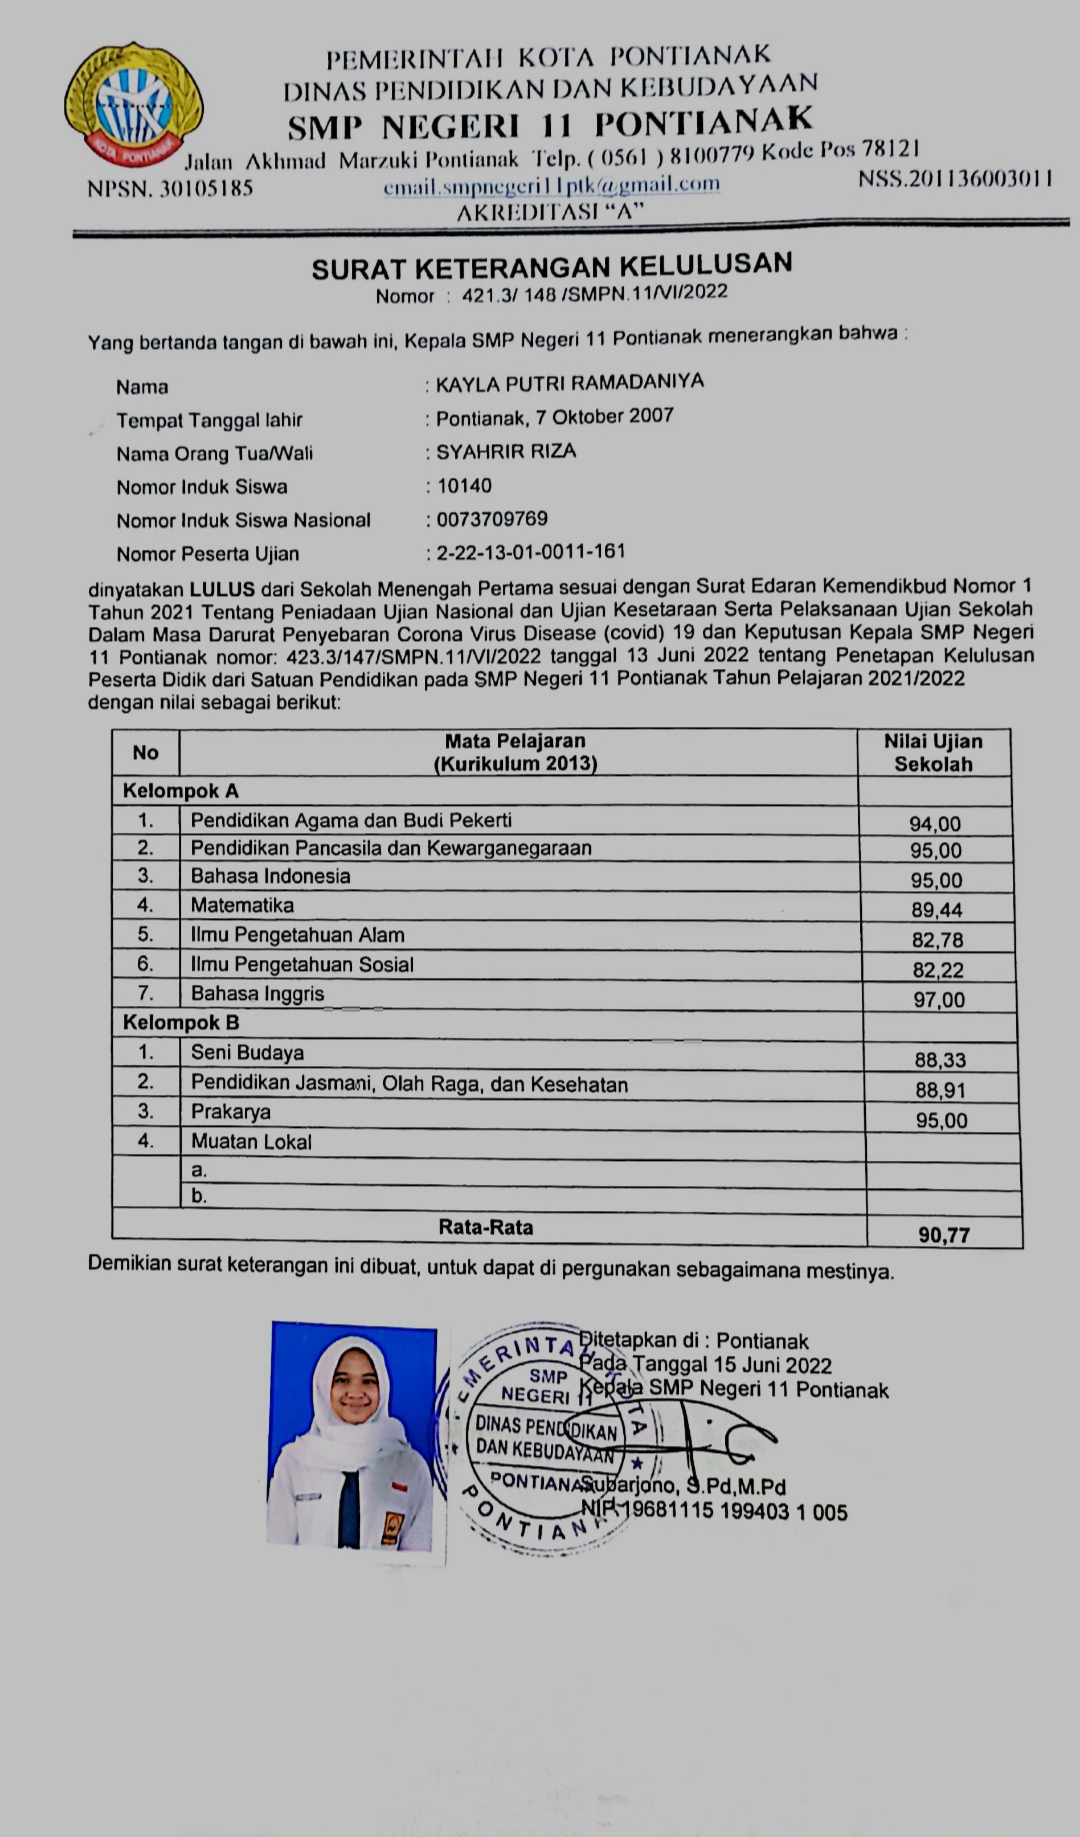 PEMERINTAH KOTA PONTIANAK
DINAS PENDIDIKAN DAN KEBUDAYAAN
SMP NEGERI 11 PONTIANAK
Jalan Akhmad Marzuki Pontianak Telp. ( 0561 ) 8100779 Kode Pos 78121
NPSN. 30105185 email.smpnegeri11ptk@gmail.com NSS.201136003011
AKREDITASI “A”
KOTA PONTIANAK
SURAT KETERANGAN KELULUSAN
Nomor : 421.3/ 148 /SMPN.11/VI/2022
Yang bertanda tangan di bawah ini, Kepala SMP Negeri 11 Pontianak menerangkan bahwa :
Nama : KAYLA PUTRI RAMADANIYA
Tempat Tanggal lahir : Pontianak, 7 Oktober 2007
Nama Orang Tua/Wali : SYAHRIR RIZA
Nomor Induk Siswa : 10140
Nomor Induk Siswa Nasional : 0073709769
Nomor Peserta Ujian : 2-22-13-01-0011-161
dinyatakan LULUS dari Sekolah Menengah Pertama sesuai dengan Surat Edaran Kemendikbud Nomor 1
Tahun 2021 Tentang Peniadaan Ujian Nasional dan Ujian Kesetaraan Serta Pelaksanaan Ujian Sekolah
Dalam Masa Darurat Penyebaran Corona Virus Disease (covid) 19 dan Keputusan Kepala SMP Negeri
11 Pontianak nomor: 423.3/147/SMPN.11/VI/2022 tanggal 13 Juni 2022 tentang Penetapan Kelulusan
Peserta Didik dari Satuan Pendidikan pada SMP Negeri 11 Pontianak Tahun Pelajaran 2021/2022
dengan nilai sebagai berikut:
No Mata Pelajaran (Kurikulum 2013) Nilai Ujian Sekolah
Kelompok A
1. Pendidikan Agama dan Budi Pekerti 94,00
2. Pendidikan Pancasila dan Kewarganegaraan 95,00
3. Bahasa Indonesia 95,00
4. Matematika 89,44
5. Ilmu Pengetahuan Alam 82,78
6. Ilmu Pengetahuan Sosial 82,22
7. Bahasa Inggris 97,00
Kelompok B
1. Seni Budaya 88,33
2. Pendidikan Jasmani, Olah Raga, dan Kesehatan 88,91
3. Prakarya 95,00
4. Muatan Lokal
a.
b.
Rata-Rata 90,77
Demikian surat keterangan ini dibuat, untuk dapat di pergunakan sebagaimana mestinya.
Ditetapkan di : Pontianak
Pada Tanggal 15 Juni 2022
Kepala SMP Negeri 11 Pontianak
PEMERINTAH KOTA
SMP
NEGERI 11
DINAS PENDIDIKAN
DAN KEBUDAYAAN
PONTIANAK
PONTIANAK
Subarjono, S.Pd,M.Pd
NIP.19681115 199403 1 005